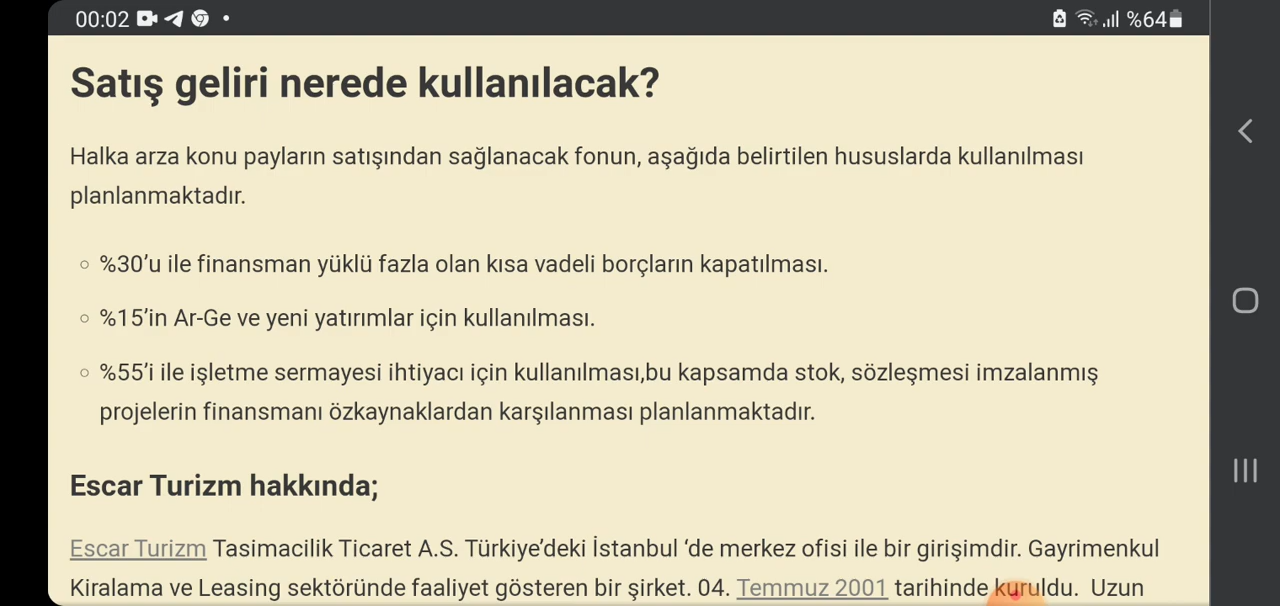 00:02 %64
Satış geliri nerede kullanılacak?
Halka arza konu payların satışından sağlanacak fonun, aşağıda belirtilen hususlarda kullanılması
planlanmaktadır.
%30’u ile finansman yüklü fazla olan kısa vadeli borçların kapatılması.
%15’in Ar-Ge ve yeni yatırımlar için kullanılması.
%55’i ile işletme sermayesi ihtiyacı için kullanılması,bu kapsamda stok, sözleşmesi imzalanmış
projelerin finansmanı özkaynaklardan karşılanması planlanmaktadır.
Escar Turizm hakkında;
Escar Turizm Tasimacilik Ticaret A.S. Türkiye’deki İstanbul ‘de merkez ofisi ile bir girişimdir. Gayrimenkul
Kiralama ve Leasing sektöründe faaliyet gösteren bir şirket. 04. Temmuz 2001 tarihinde kuruldu. Uzun